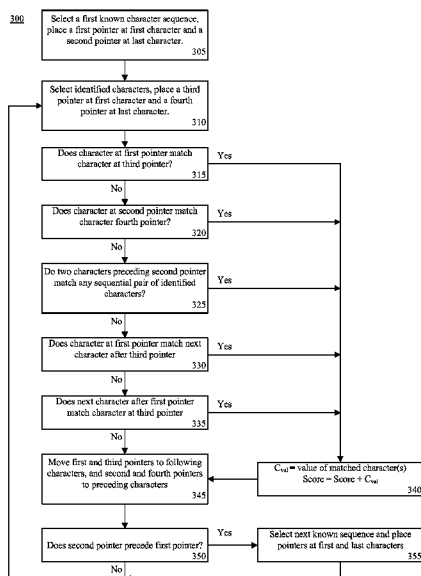 300
Select a first known character sequence,
place a first pointer at first character and a
second pointer at last character.
305
Select identified characters, place a third
pointer at first character and a fourth
pointer at last character.
310
Does character at first pointer match
character at third pointer?
315
Yes
No
Does character at second pointer match
character fourth pointer?
320
Yes
No
Do two characters preceding second pointer
match any sequential pair of identified
characters?
325
Yes
No
Does character at first pointer match next
character after third pointer
330
Yes
No
Does next character after first pointer
match character at third pointer
335
Yes
No
Move first and third pointers to following
characters, and second and fourth pointers
to preceding characters
345
Cval = value of matched character(s)
Score = Score + Cval
340
Does second pointer precede first pointer?
350
Yes
No
Select next known sequence and place
pointers at first and last characters
355